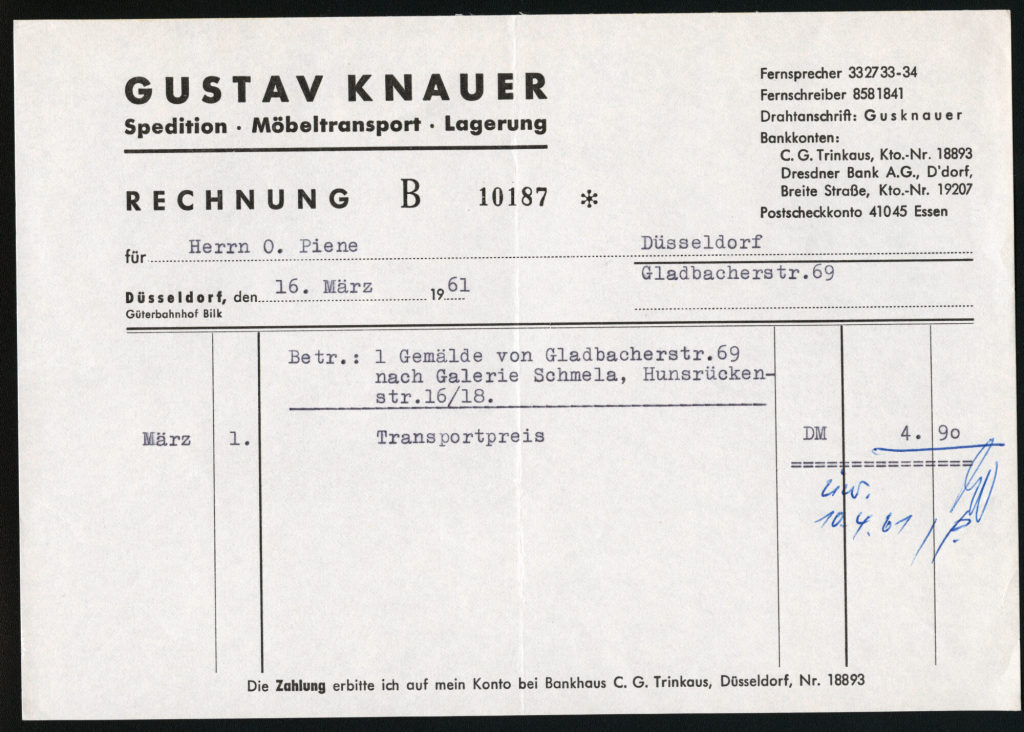 GUSTAV KNAUER
Spedition · Möbeltransport · Lagerung
Fernsprecher 332733-34
Fernschreiber 8581841
Drahtanschrift: Gusknauer
Bankkonten:
C. G. Trinkaus, Kto.-Nr. 18893
Dresdner Bank A.G., D'dorf,
Breite Straße, Kto.-Nr. 19207
Postscheckkonto 41045 Essen
RECHNUNG B 10187 *
für Herrn O. Piene Düsseldorf
Gladbacherstr.69
Düsseldorf, den 16. März 1961
Güterbahnhof Bilk
Betr.: 1 Gemälde von Gladbacherstr.69
nach Galerie Schmela, Hunsrücken-
str.16/18.
März 1. Transportpreis DM 4. 90
10.4.61 P.
Die Zahlung erbitte ich auf mein Konto bei Bankhaus C. G. Trinkaus, Düsseldorf, Nr. 18893